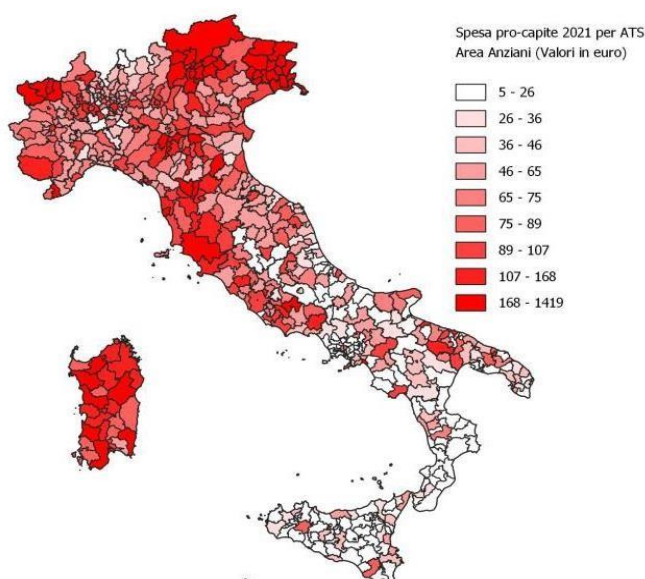 Spesa pro-capite 2021 per ATS
Area Anziani (Valori in euro)
5 - 26
26 - 36
36 - 46
46 - 65
65 - 75
75 - 89
89 - 107
107 - 168
168 - 1419